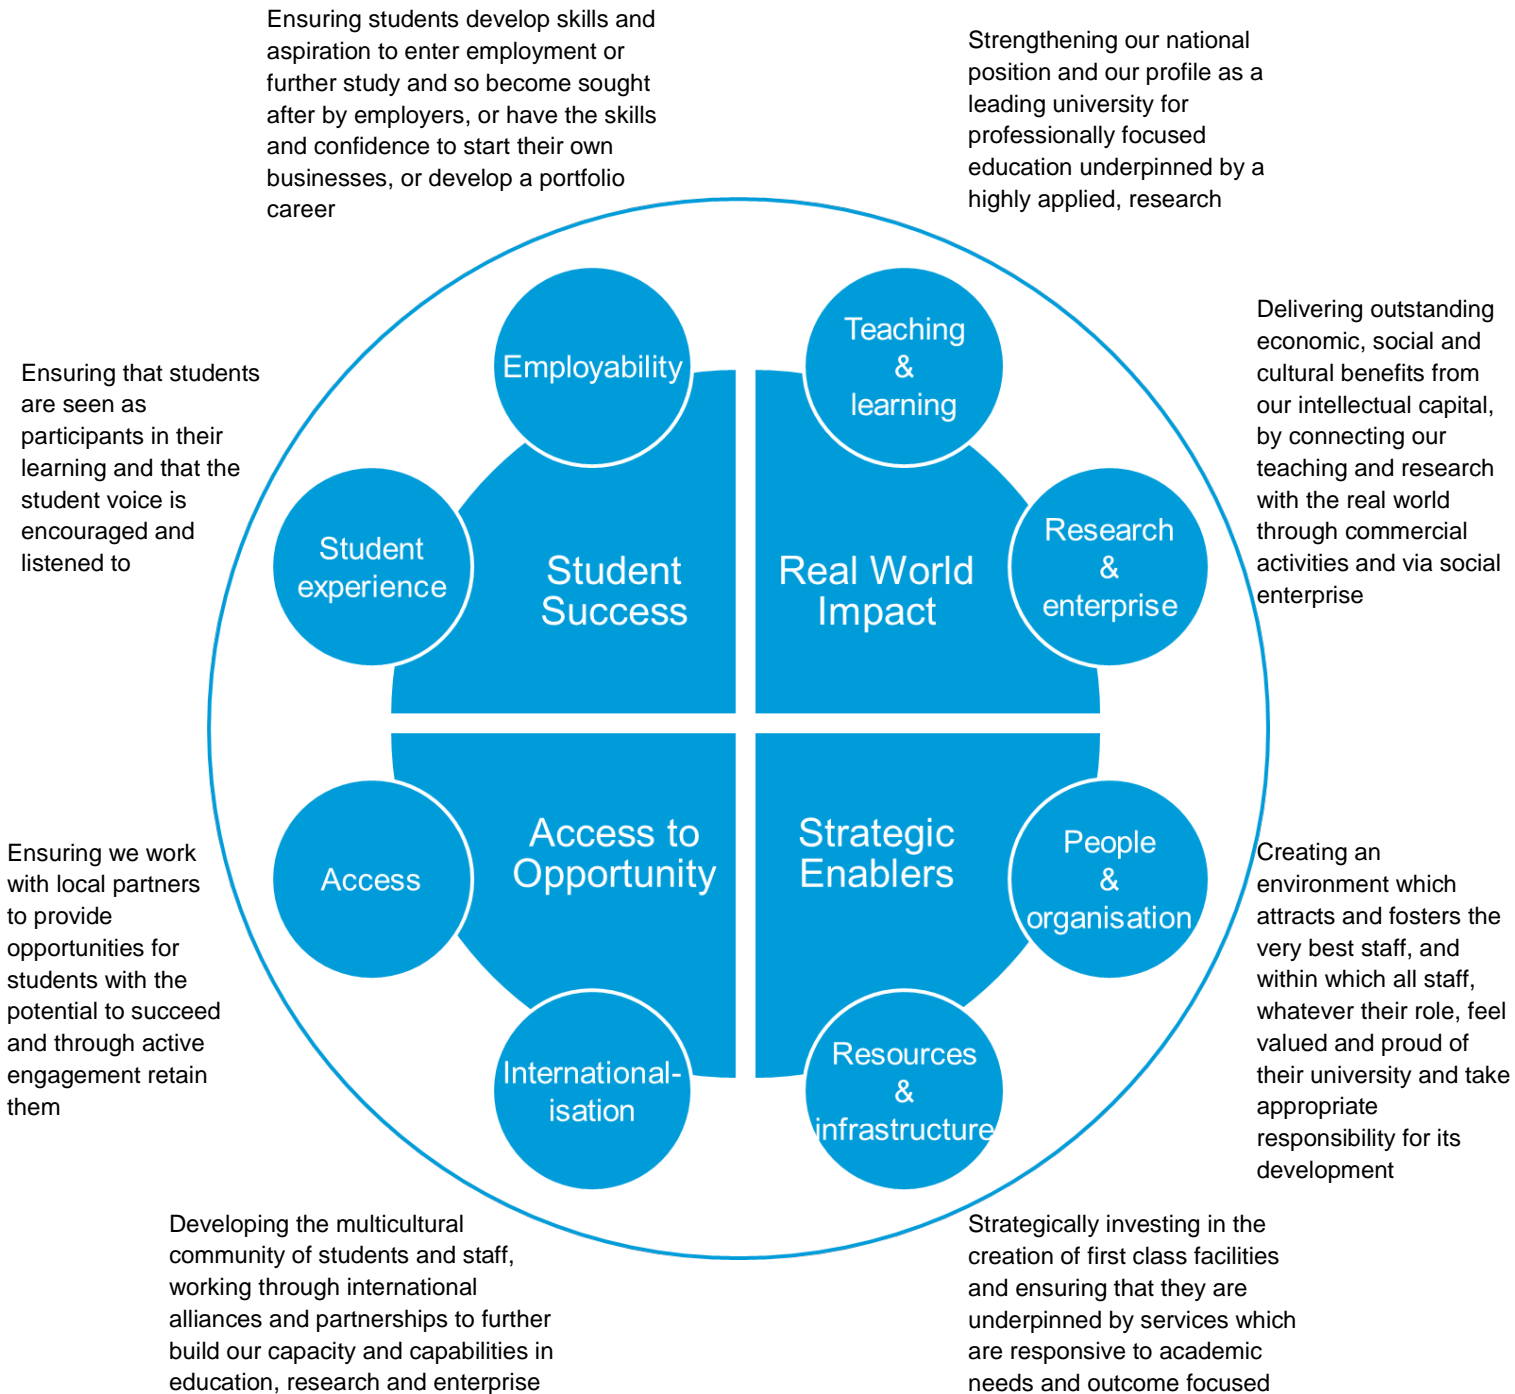 Ensuring students develop skills and
aspiration to enter employment or
further study and so become sought
after by employers, or have the skills
and confidence to start their own
businesses, or develop a portfolio
career
Strengthening our national
position and our profile as a
leading university for
professionally focused
education underpinned by a
highly applied, research
Employability
Teaching
&
learning
Ensuring that students
are seen as
participants in their
learning and that the
student voice is
encouraged and
listened to
Delivering outstanding
economic, social and
cultural benefits from
our intellectual capital,
by connecting our
teaching and research
with the real world
through commercial
activities and via social
enterprise
Student
experience
Student
Success
Real World
Impact
Research
&
enterprise
Ensuring we work
with local partners
to provide
opportunities for
students with the
potential to succeed
and through active
engagement retain
them
Access
Access to
Opportunity
Strategic
Enablers
People
&
organisation
Creating an
environment which
attracts and fosters the
very best staff, and
within which all staff,
whatever their role, feel
valued and proud of
their university and take
appropriate
responsibility for its
development
International-
isation
Resources
&
infrastructure
Developing the multicultural
community of students and staff,
working through international
alliances and partnerships to further
build our capacity and capabilities in
education, research and enterprise
Strategically investing in the
creation of first class facilities
and ensuring that they are
underpinned by services which
are responsive to academic
needs and outcome focused